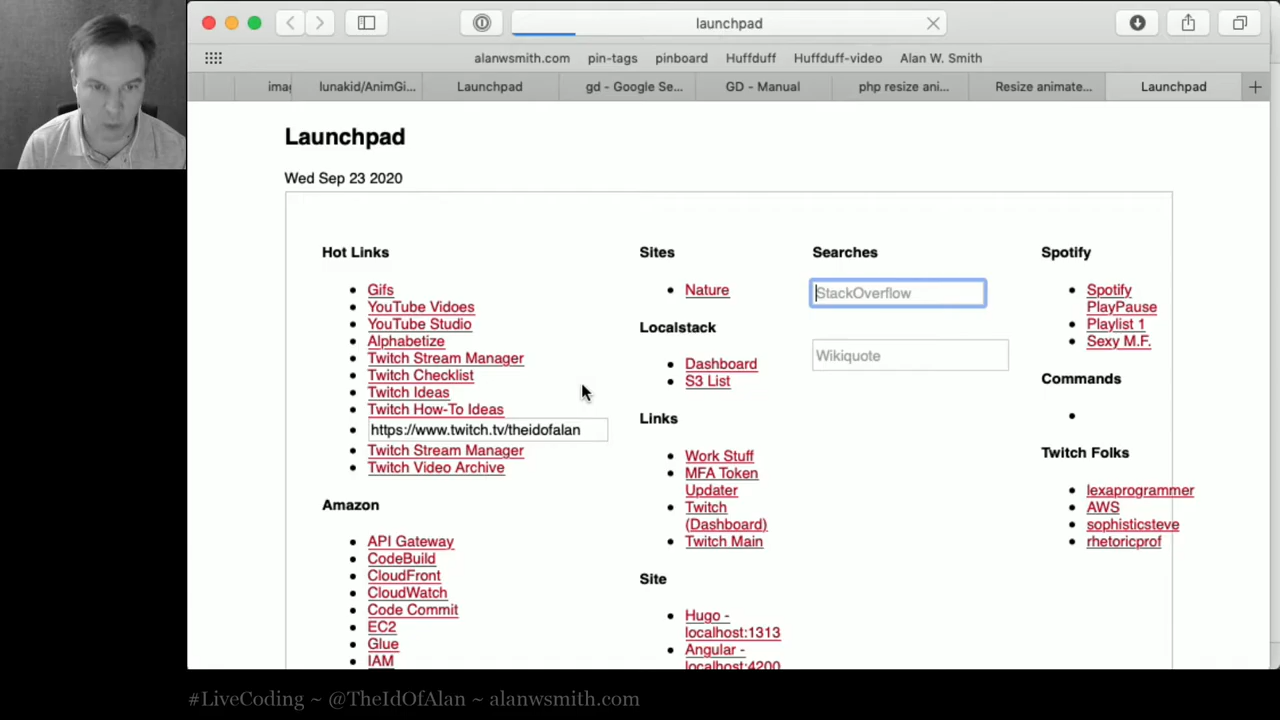 launchpad
alanwsmith.com pin-tags pinboard Huffduff Huffduff-video Alan W. Smith
imag lunakid/AnimGi... Launchpad gd - Google Se... GD - Manual php resize ani... Resize animate... Launchpad
Launchpad
Wed Sep 23 2020
Hot Links
Gifs
YouTube Vidoes
YouTube Studio
Alphabetize
Twitch Stream Manager
Twitch Checklist
Twitch Ideas
Twitch How-To Ideas
https://www.twitch.tv/theidofalan
Twitch Stream Manager
Twitch Video Archive
Amazon
API Gateway
CodeBuild
CloudFront
CloudWatch
Code Commit
EC2
Glue
IAM
Sites
Nature
Localstack
Dashboard
S3 List
Links
Work Stuff
MFA Token
Updater
Twitch
(Dashboard)
Twitch Main
Site
Hugo -
localhost:1313
Angular -
localhost:4200
Searches
StackOverflow
Wikiquote
Spotify
Spotify
PlayPause
Playlist 1
Sexy M.F.
Commands
Twitch Folks
lexaprogrammer
AWS
sophisticsteve
rhetoricprof
#LiveCoding ~ @TheIdOfAlan ~ alanwsmith.com